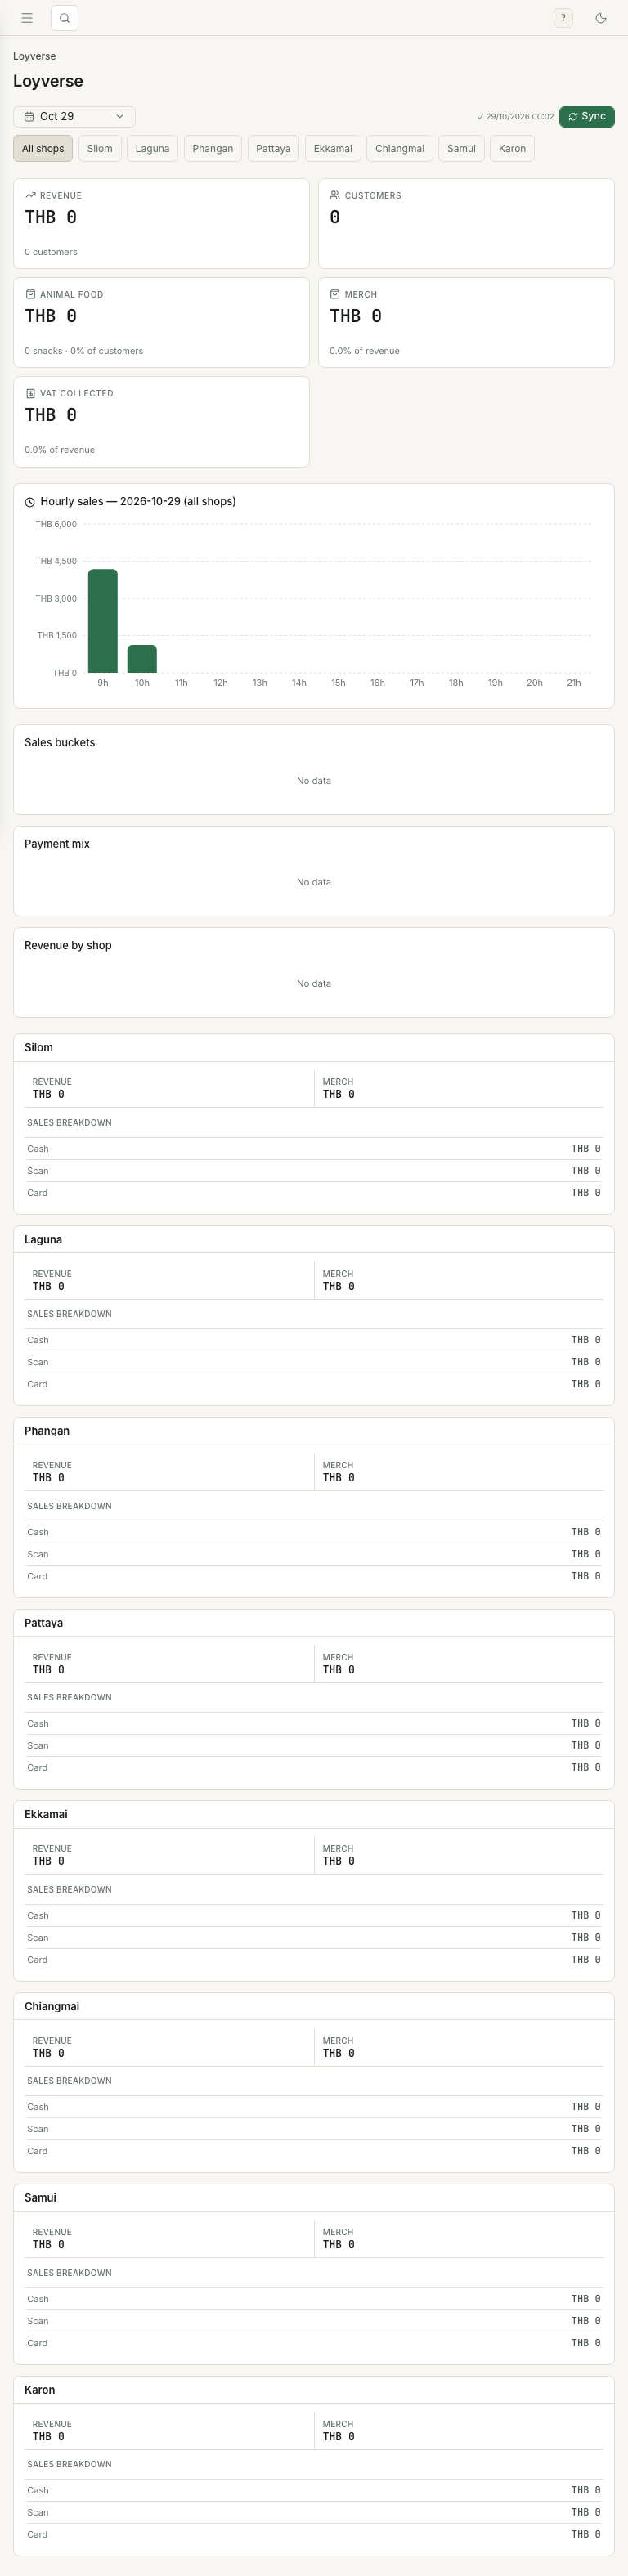 ?
Loyverse
Loyverse
Oct 29
✓ 29/10/2026 00:02
Sync
All shops
Silom
Laguna
Phangan
Pattaya
Ekkamai
Chiangmai
Samui
Karon
REVENUE
THB 0
0 customers
CUSTOMERS
0
ANIMAL FOOD
THB 0
0 snacks · 0% of customers
MERCH
THB 0
0.0% of revenue
VAT COLLECTED
THB 0
0.0% of revenue
Hourly sales — 2026-10-29 (all shops)
THB 6,000
THB 4,500
THB 3,000
THB 1,500
THB 0
9h 10h 11h 12h 13h 14h 15h 16h 17h 18h 19h 20h 21h
Sales buckets
No data
Payment mix
No data
Revenue by shop
No data
Silom
REVENUE
THB 0
MERCH
THB 0
SALES BREAKDOWN
Cash THB 0
Scan THB 0
Card THB 0
Laguna
REVENUE
THB 0
MERCH
THB 0
SALES BREAKDOWN
Cash THB 0
Scan THB 0
Card THB 0
Phangan
REVENUE
THB 0
MERCH
THB 0
SALES BREAKDOWN
Cash THB 0
Scan THB 0
Card THB 0
Pattaya
REVENUE
THB 0
MERCH
THB 0
SALES BREAKDOWN
Cash THB 0
Scan THB 0
Card THB 0
Ekkamai
REVENUE
THB 0
MERCH
THB 0
SALES BREAKDOWN
Cash THB 0
Scan THB 0
Card THB 0
Chiangmai
REVENUE
THB 0
MERCH
THB 0
SALES BREAKDOWN
Cash THB 0
Scan THB 0
Card THB 0
Samui
REVENUE
THB 0
MERCH
THB 0
SALES BREAKDOWN
Cash THB 0
Scan THB 0
Card THB 0
Karon
REVENUE
THB 0
MERCH
THB 0
SALES BREAKDOWN
Cash THB 0
Scan THB 0
Card THB 0